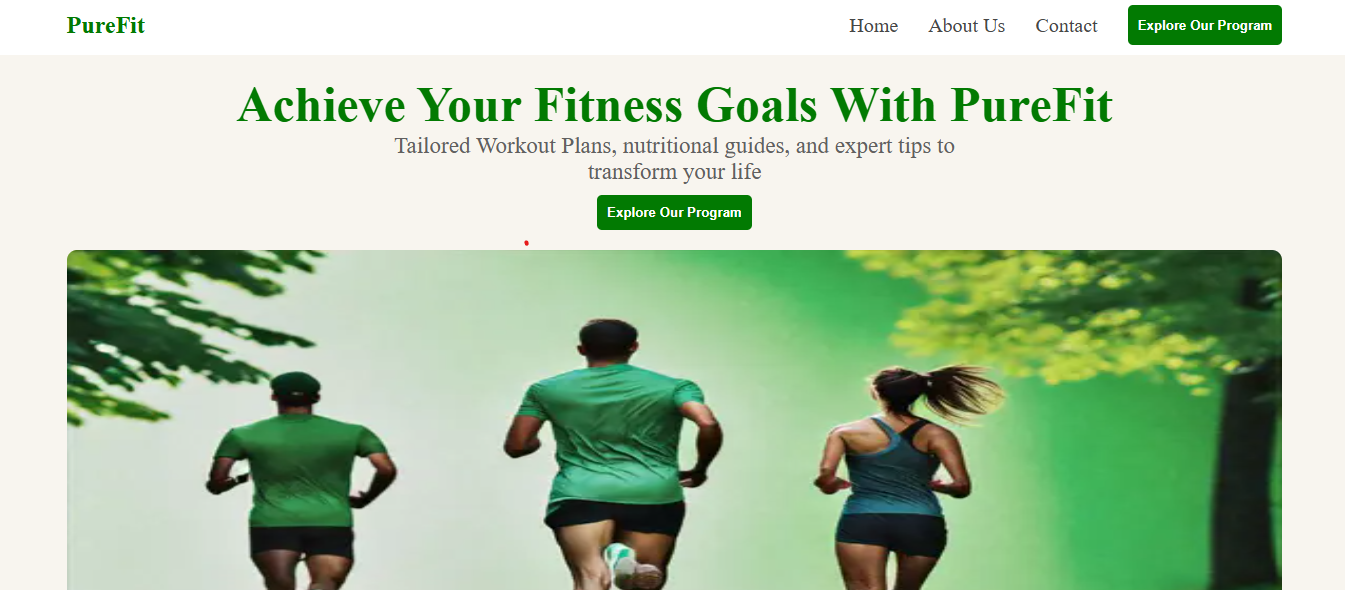 PureFit
Home About Us Contact Explore Our Program
Achieve Your Fitness Goals With PureFit
Tailored Workout Plans, nutritional guides, and expert tips to
transform your life
Explore Our Program